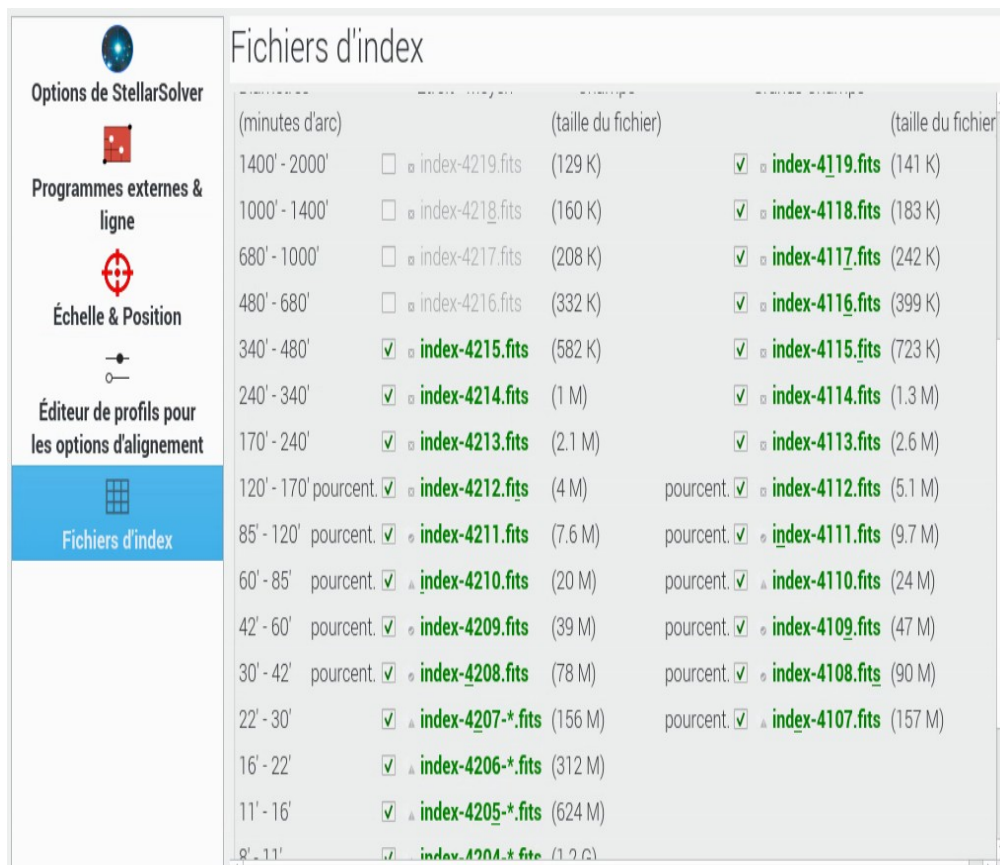 Fichiers d'index
Options de StellarSolver
Programmes externes &
ligne
Échelle & Position
Éditeur de profils pour
les options d'alignement
Fichiers d'index
(minutes d'arc) (taille du fichier) (taille du fichier
1400' - 2000' index-4219.fits (129 K) index-4119.fits (141 K)
1000' - 1400' index-4218.fits (160 K) index-4118.fits (183 K)
680' - 1000' index-4217.fits (208 K) index-4117.fits (242 K)
480' - 680' index-4216.fits (332 K) index-4116.fits (399 K)
340' - 480' index-4215.fits (582 K) index-4115.fits (723 K)
240' - 340' index-4214.fits (1 M) index-4114.fits (1.3 M)
170' - 240' index-4213.fits (2.1 M) index-4113.fits (2.6 M)
120' - 170' pourcent. index-4212.fits (4 M) pourcent. index-4112.fits (5.1 M)
85' - 120' pourcent. index-4211.fits (7.6 M) pourcent. index-4111.fits (9.7 M)
60' - 85' pourcent. index-4210.fits (20 M) pourcent. index-4110.fits (24 M)
42' - 60' pourcent. index-4209.fits (39 M) pourcent. index-4109.fits (47 M)
30' - 42' pourcent. index-4208.fits (78 M) pourcent. index-4108.fits (90 M)
22' - 30' index-4207-*.fits (156 M) pourcent. index-4107.fits (157 M)
16' - 22' index-4206-*.fits (312 M)
11' - 16' index-4205-*.fits (624 M)
8' - 11' index-4204-*.fits (1.2 G)